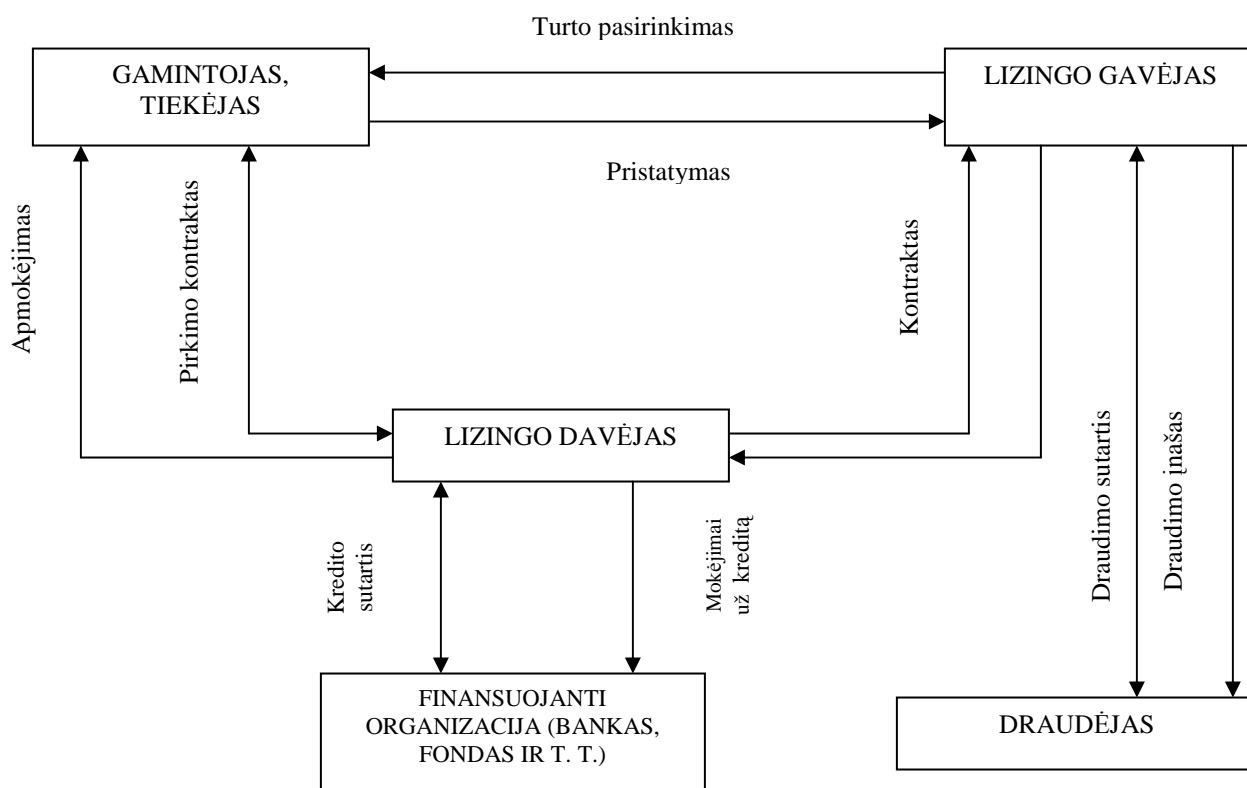 Turto pasirinkimas
GAMINTOJAS,
TIEKĖJAS
LIZINGO GAVĖJAS
Pristatymas
Apmokėjimas
Pirkimo kontraktas
Kontraktas
LIZINGO DAVĖJAS
Kredito
sutartis
Mokėjimai
už kreditą
Draudimo sutartis
Draudimo įnašas
FINANSUOJANTI
ORGANIZACIJA (BANKAS,
FONDAS IR T. T.)
DRAUDĖJAS